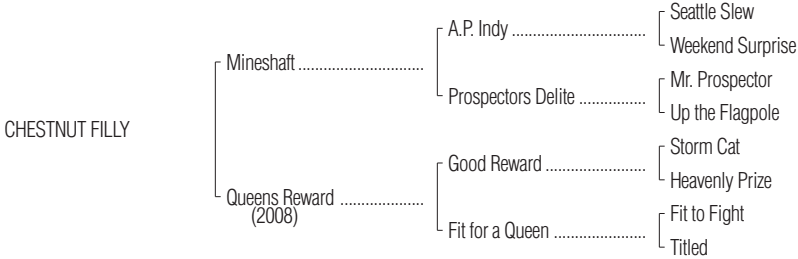 Seattle Slew
A.P. Indy ..................................
Weekend Surprise
Mineshaft ................................
Mr. Prospector
Prospectors Delite .................
Up the Flagpole
CHESTNUT FILLY
Storm Cat
Good Reward .........................
Heavenly Prize
Queens Reward .....................
(2008)
Fit to Fight
Fit for a Queen .......................
Titled